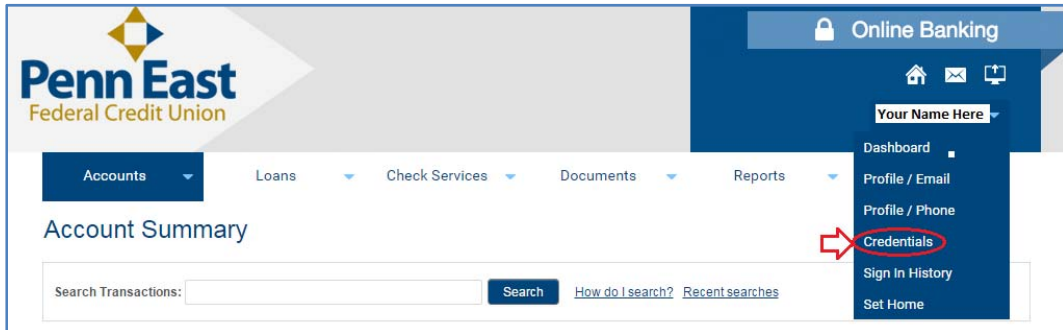 Online Banking
Penn East
Federal Credit Union
Your Name Here
Dashboard
Profile / Email
Profile / Phone
Credentials
Sign In History
Set Home
Accounts Loans Check Services Documents Reports
Account Summary
Search Transactions: Search How do I search? Recent searches